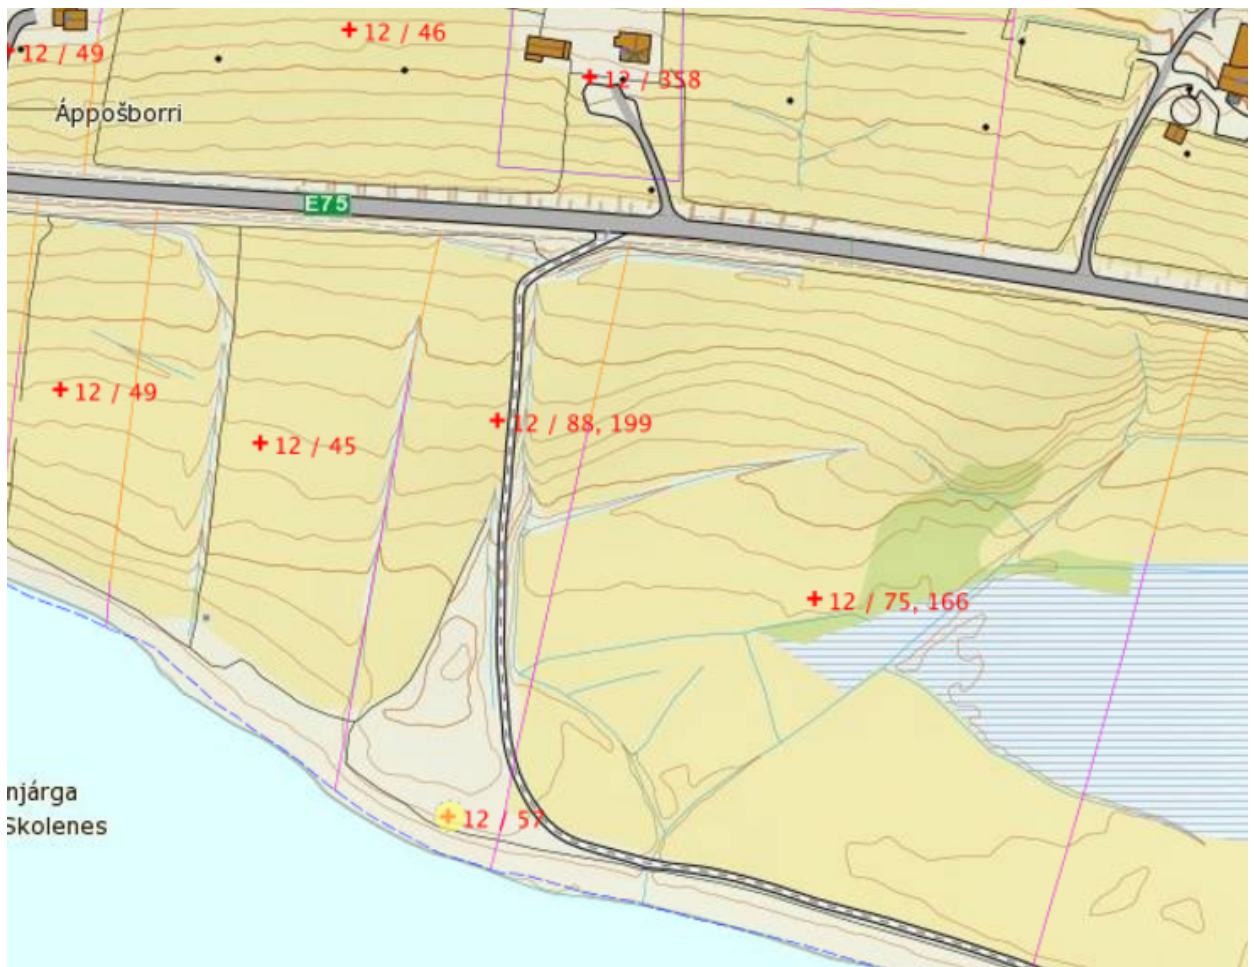 12 / 46
12 / 49
12 / 358
Áppošborri
E75
12 / 49
12 / 88, 199
12 / 45
12 / 75, 166
njárga
12 / 57
Skolenes